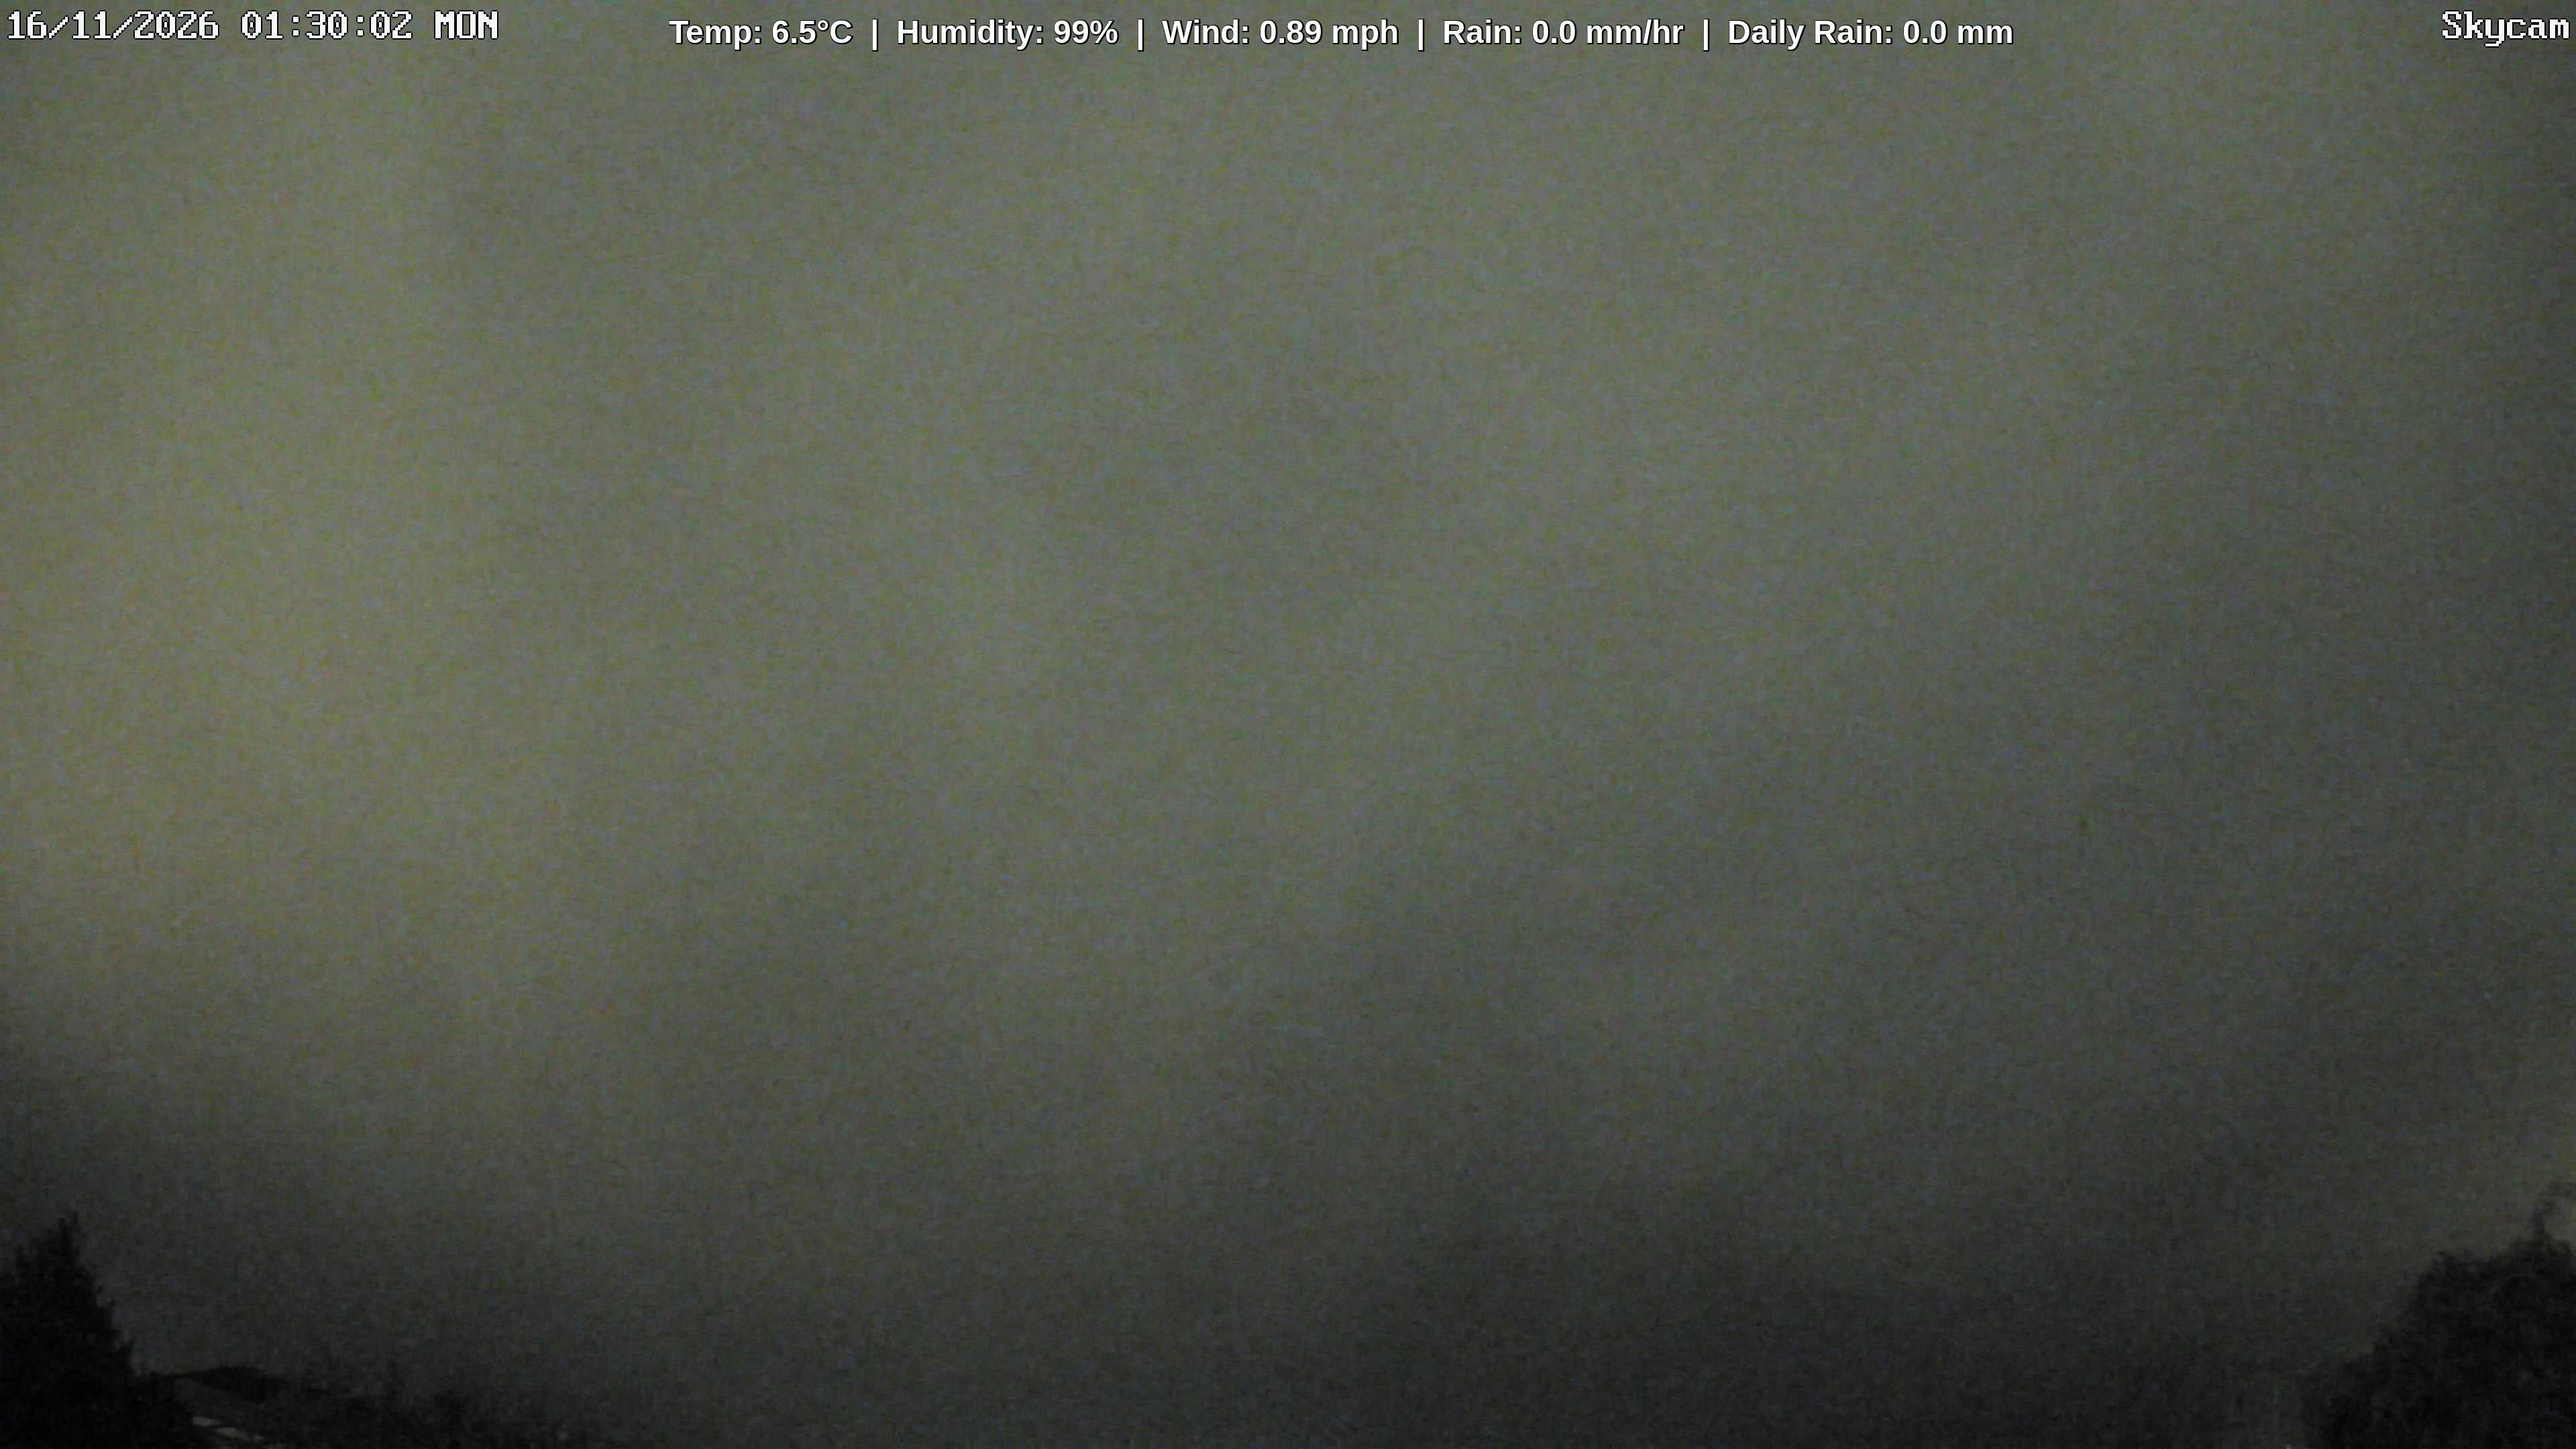 16/11/2026 01:30:02 MON
Temp: 6.5°C | Humidity: 99% | Wind: 0.89 mph | Rain: 0.0 mm/hr | Daily Rain: 0.0 mm
Skycam